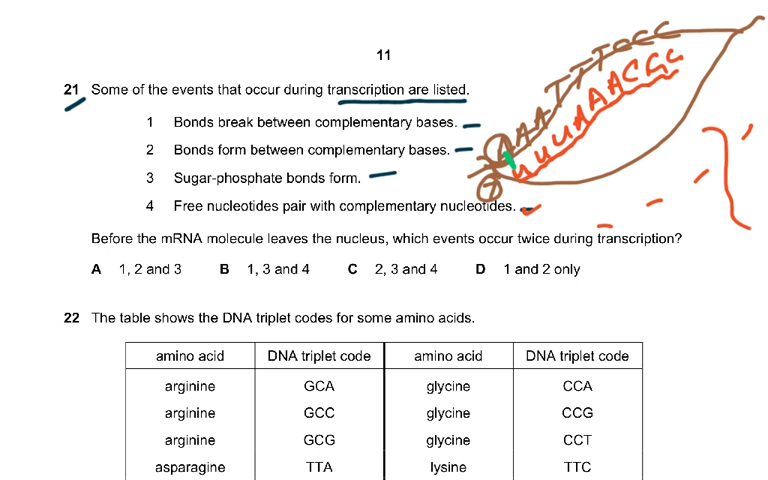 11
21 Some of the events that occur during transcription are listed.
1 Bonds break between complementary bases.
2 Bonds form between complementary bases.
3 Sugar-phosphate bonds form.
4 Free nucleotides pair with complementary nucleotides.
Before the mRNA molecule leaves the nucleus, which events occur twice during transcription?
A 1, 2 and 3 B 1, 3 and 4 C 2, 3 and 4 D 1 and 2 only
22 The table shows the DNA triplet codes for some amino acids.
amino acid DNA triplet code amino acid DNA triplet code
arginine GCA glycine CCA
arginine GCC glycine CCG
arginine GCG glycine CCT
asparagine TTA lysine TTC